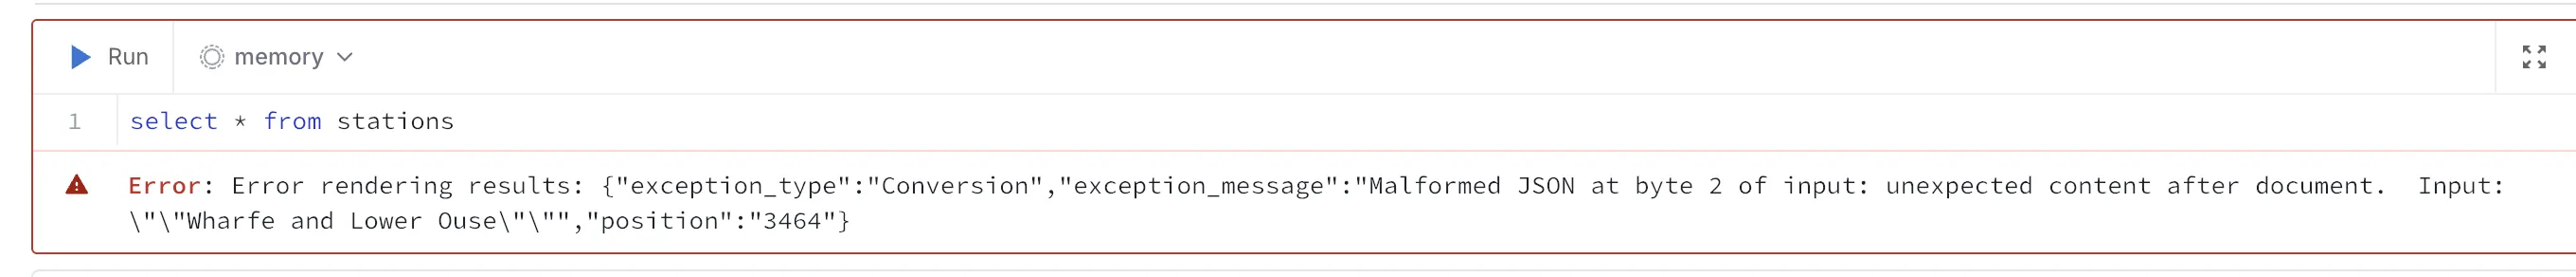 Run memory
1 select * from stations
Error: Error rendering results: {"exception_type":"Conversion","exception_message":"Malformed JSON at byte 2 of input: unexpected content after document.  Input:
\"\"Wharfe and Lower Ouse\"\"","position":"3464"}